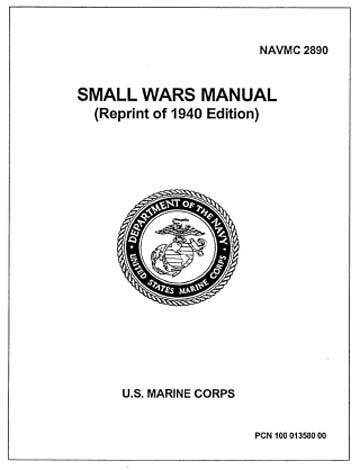 NAVMC 2890
SMALL WARS MANUAL
(Reprint of 1940 Edition)
DEPARTMENT OF THE NAVY
UNITED STATES MARINE CORPS
U.S. MARINE CORPS
PCN 100 013580 00